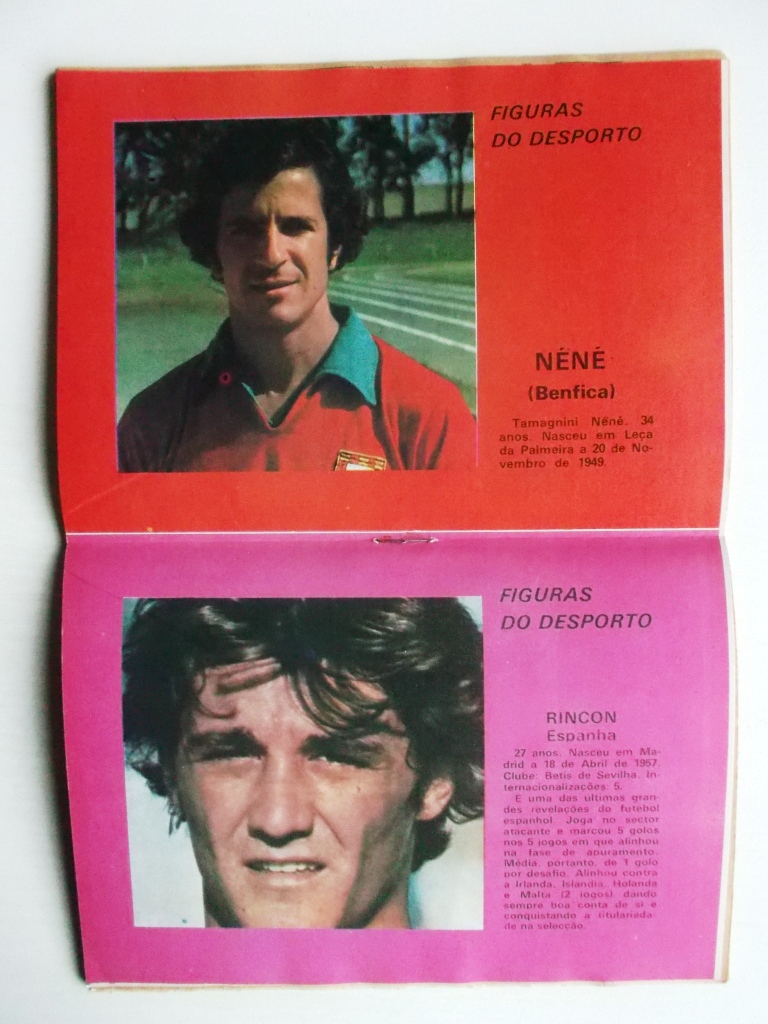 FIGURAS
DO DESPORTO
NÉNÉ
(Benfica)
Tamagnini Néné. 34
anos. Nasceu em Leça
da Palmeira a 20 de No-
vembro de 1949.
FIGURAS
DO DESPORTO
RINCON
Espanha
27 anos. Nasceu em Ma-
drid a 18 de Abril de 1957.
Clube: Betis de Sevilha. In-
ternacionalizações: 5.
É uma das ultimas gran-
des revelações do futebol
espanhol. Joga no sector
atacante e marcou 5 golos
nos 5 jogos em que alinhou
na fase de apuramento.
Média, portanto, de 1 golo
por desafio. Alinhou contra
a Irlanda, Islândia, Holanda
e Malta (2 jogos) dando
sempre boa conta de si e
conquistando a titularieda-
de na selecção.